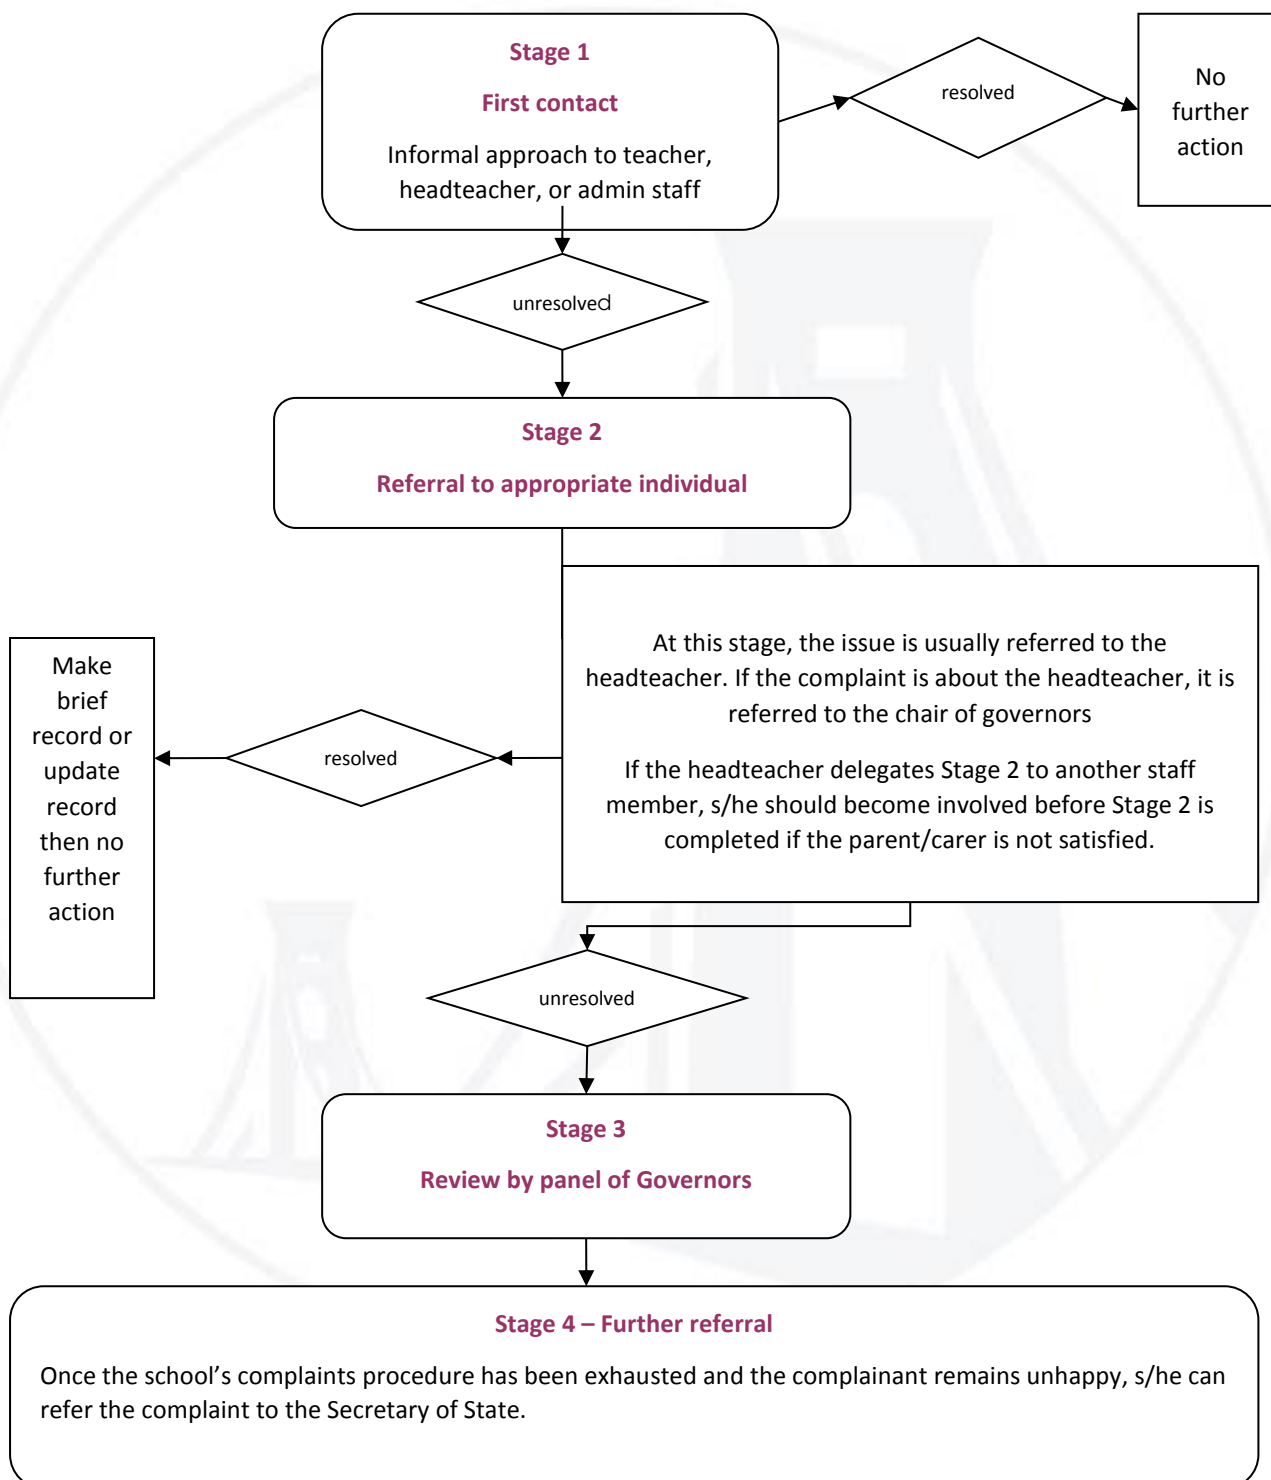 Stage 1
First contact
Informal approach to teacher,
headteacher, or admin staff
resolved
No
further
action
unresolved
Stage 2
Referral to appropriate individual
At this stage, the issue is usually referred to the
headteacher. If the complaint is about the headteacher, it is
referred to the chair of governors
If the headteacher delegates Stage 2 to another staff
member, s/he should become involved before Stage 2 is
completed if the parent/carer is not satisfied.
resolved
Make
brief
record or
update
record
then no
further
action
unresolved
Stage 3
Review by panel of Governors
Stage 4 – Further referral
Once the school’s complaints procedure has been exhausted and the complainant remains unhappy, s/he can
refer the complaint to the Secretary of State.